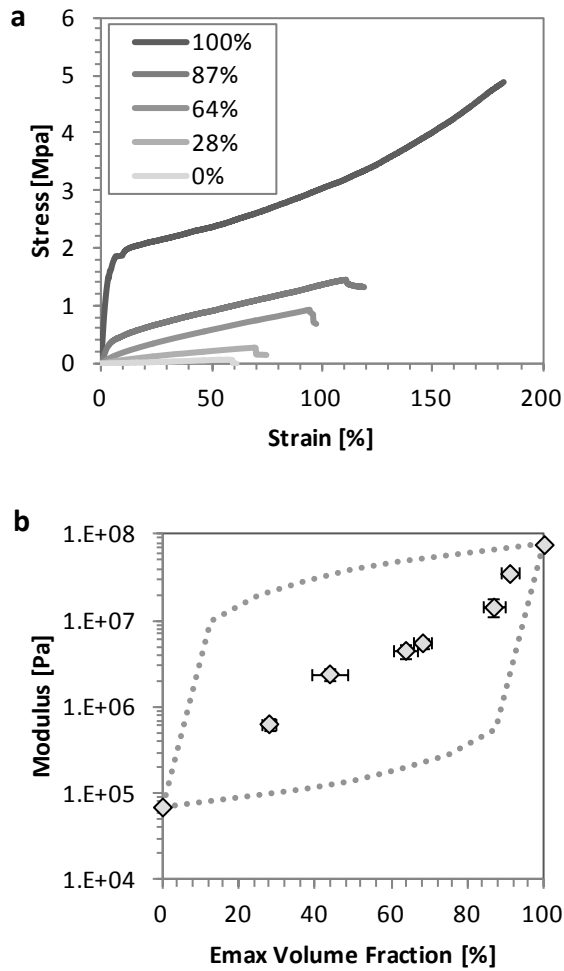 a
6
5
4
3
2
1
0
Stress [Mpa]
100%
87%
64%
28%
0%
0
50
100
150
200
Strain [%]
b
1.E+08
1.E+07
1.E+06
1.E+05
1.E+04
Modulus [Pa]
0
20
40
60
80
100
Emax Volume Fraction [%]